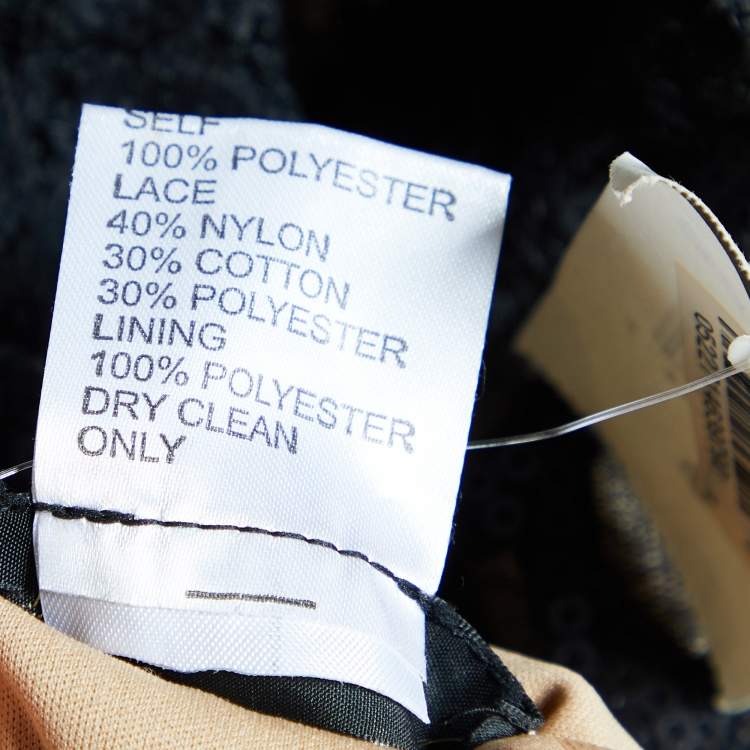 SELF
100% POLYESTER
LACE
40% NYLON
30% COTTON
30% POLYESTER
LINING
100% POLYESTER
DRY CLEAN
ONLY